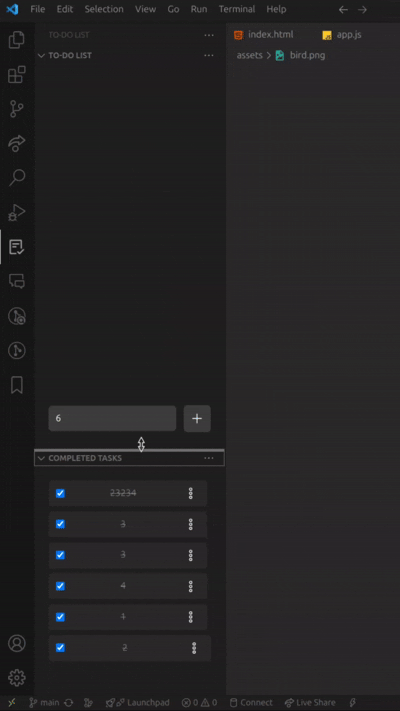 File Edit Selection View Go Run Terminal Help
TO-DO LIST
index.html app.js
TO-DO LIST
assets > bird.png
6
COMPLETED TASKS
23234
3
3
4
1
2
main Launchpad 0 0 Connect Live Share